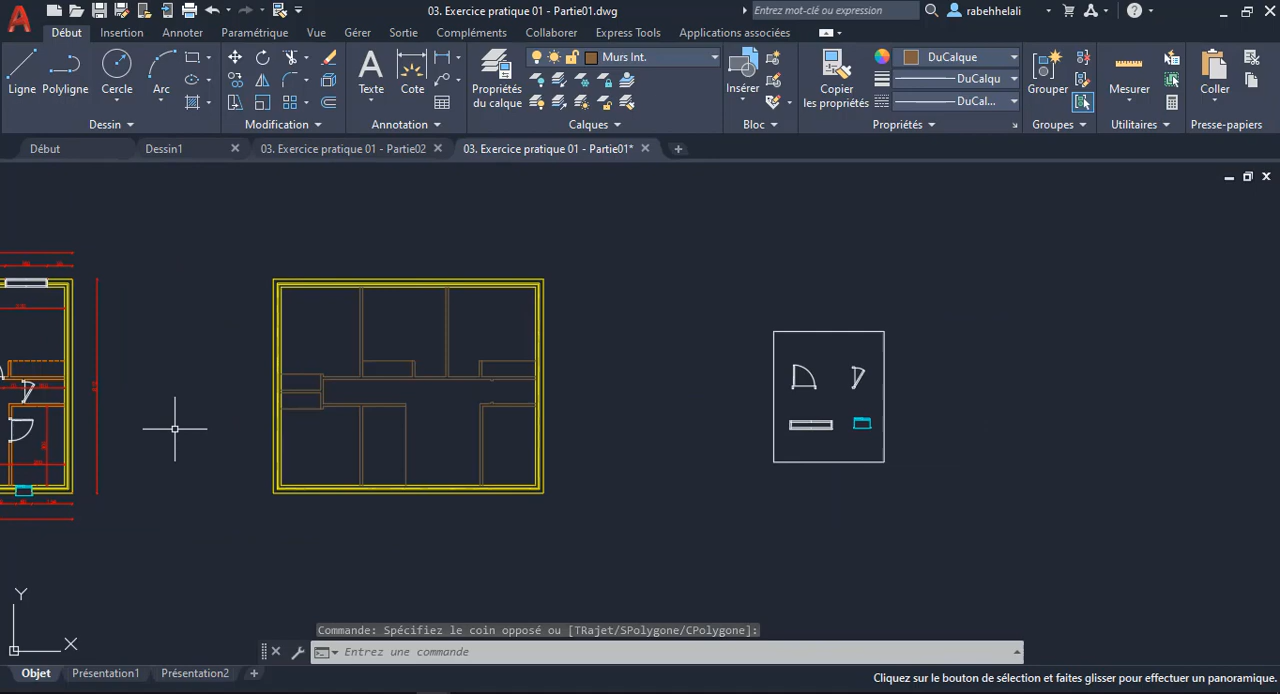 03. Exercice pratique 01 - Partie01.dwg
Entrez mot-clé ou expression
rabehhelali
Début
Insertion
Annoter
Paramétrique
Vue
Gérer
Sortie
Compléments
Collaborer
Express Tools
Applications associées
Ligne
Polyligne
Cercle
Arc
Texte
Cote
Propriétés
du calque
Murs Int.
Insérer
Copier
les propriétés
DuCalque
DuCalqu
DuCal...
Grouper
Mesurer
Coller
Dessin
Modification
Annotation
Calques
Bloc
Propriétés
Groupes
Utilitaires
Presse-papiers
Début
Dessin1
03. Exercice pratique 01 - Partie02
03. Exercice pratique 01 - Partie01*
Y
X
Commande: Spécifiez le coin opposé ou [TRajet/SPolygone/CPolygone]:
Entrez une commande
Objet
Présentation1
Présentation2
Cliquez sur le bouton de sélection et faites glisser pour effectuer un panoramique.